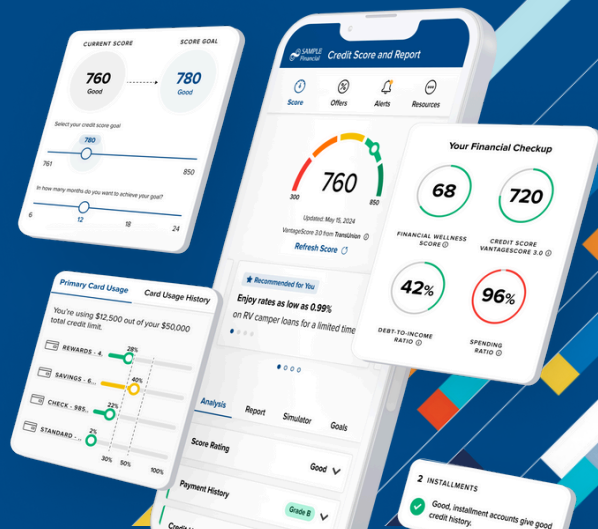 CURRENT SCORE
SCORE GOAL
760
Good
780
Good
Select your credit score goal
780
761
850
In how many months do you want to achieve your goal?
6
12
18
24
SAMPLE
Financial
Credit Score and Report
Score
Offers
Alerts
Resources
760
300
850
Updated: May 15, 2024
VantageScore 3.0 from TransUnion
Refresh Score
Recommended for You
Enjoy rates as low as 0.99%
on RV camper loans for a limited time
Analysis
Report
Simulator
Goals
Score Rating
Good
Payment History
Grade B
Your Financial Checkup
68
720
FINANCIAL WELLNESS
SCORE
CREDIT SCORE
VANTAGESCORE 3.0
42%
96%
DEBT-TO-INCOME
RATIO
SPENDING
RATIO
Primary Card Usage
Card Usage History
You're using $12,500 out of your $50,000
total credit limit.
REWARDS - 4.
28%
SAVINGS - 6...
40%
CHECK - 985..
22%
STANDARD - ..
2%
30%
50%
100%
2 INSTALLMENTS
Good, installment accounts give good
credit history.